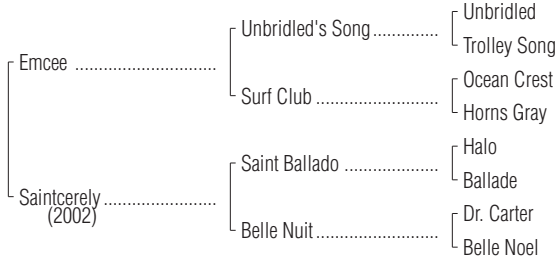 Unbridled
Unbridled's Song..............
Trolley Song
Emcee ..............................
Ocean Crest
Surf Club ..........................
Horns Gray
Halo
Saint Ballado ....................
Ballade
Saintcerely ........................
(2002)
Dr. Carter
Belle Nuit..........................
Belle Noel